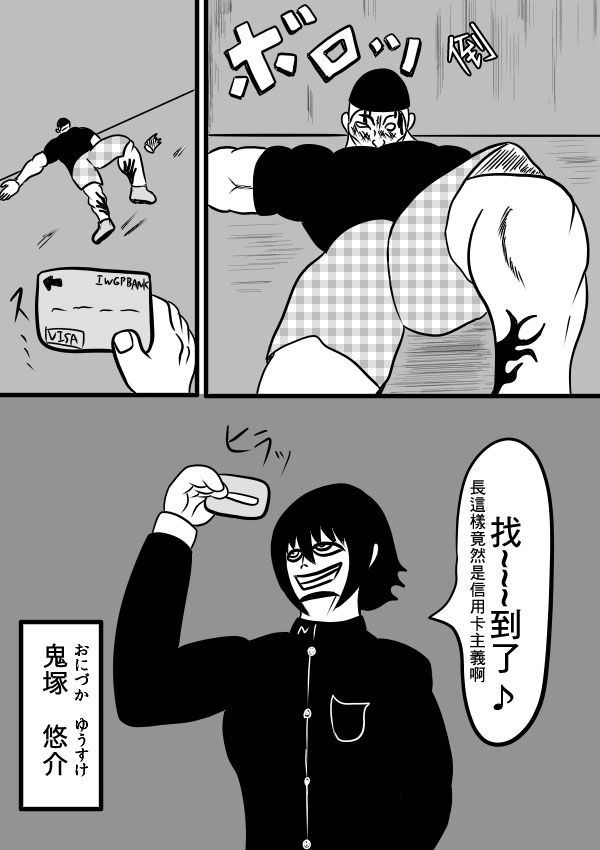 ボロッ
倒
IWGPBANK
VISA
ス…
ヒラッ
找~~~到了♪
長這樣竟然是信用卡主義啊
おにづか ゆうすけ
鬼塚 悠介